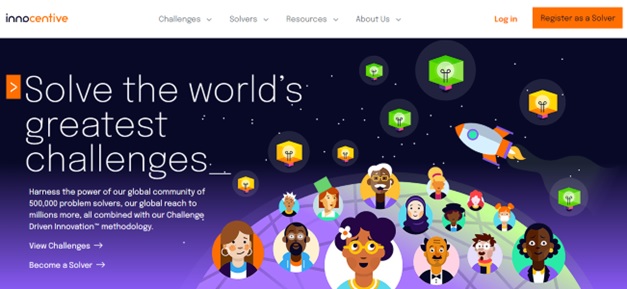 innocentive
Challenges
Solvers
Resources
About Us
Log in
Register as a Solver
Solve the world's
greatest
challenges_
Harness the power of our global community of
500,000 problem solvers, our global reach to
millions more, all combined with our Challenge
Driven Innovation™ methodology.
View Challenges →
Become a Solver →